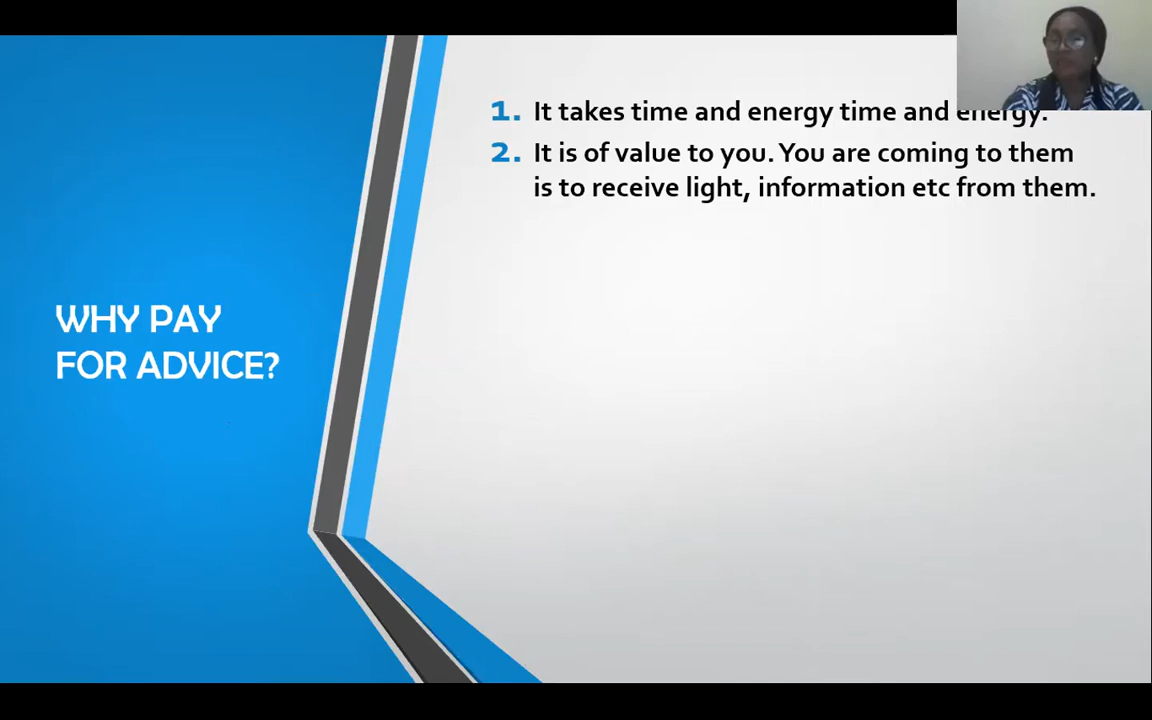 WHY PAY
FOR ADVICE?
1. It takes time and energy time and energy.
2. It is of value to you. You are coming to them
is to receive light, information etc from them.